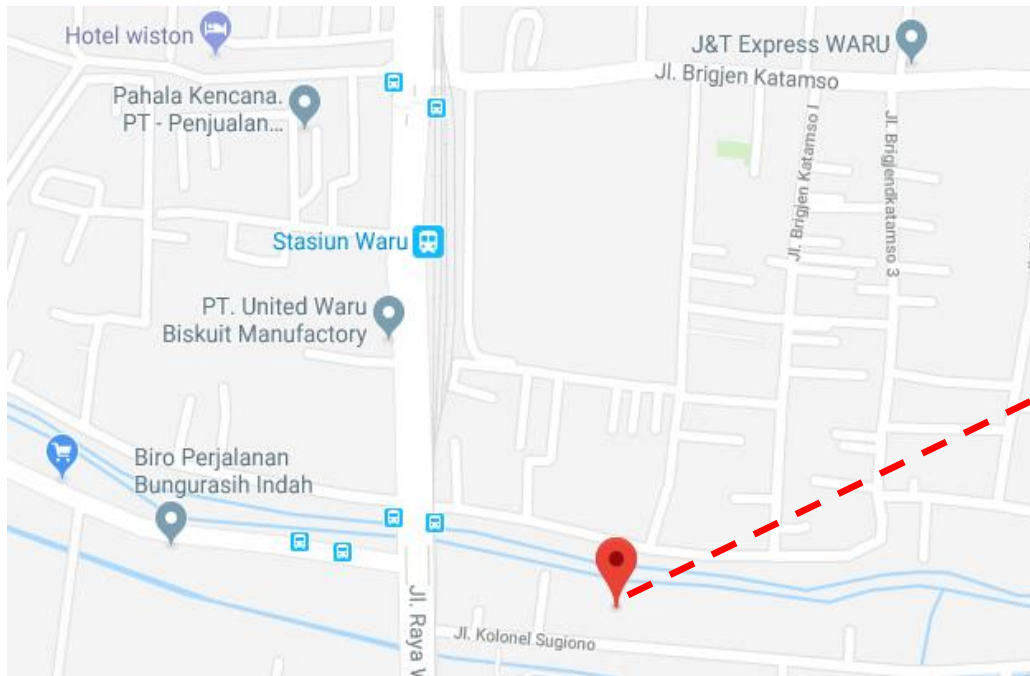 Hotel wiston
J&T Express WARU
Jl. Brigjen Katamso
Pahala Kencana.
PT - Penjualan...
Jl. Brigjen Katamso I
Jl. Brigjendkatamso 3
Stasiun Waru
PT. United Waru
Biskuit Manufactory
Biro Perjalanan
Bungurasih Indah
Jl. Raya
Jl. Kolonel Sugiono